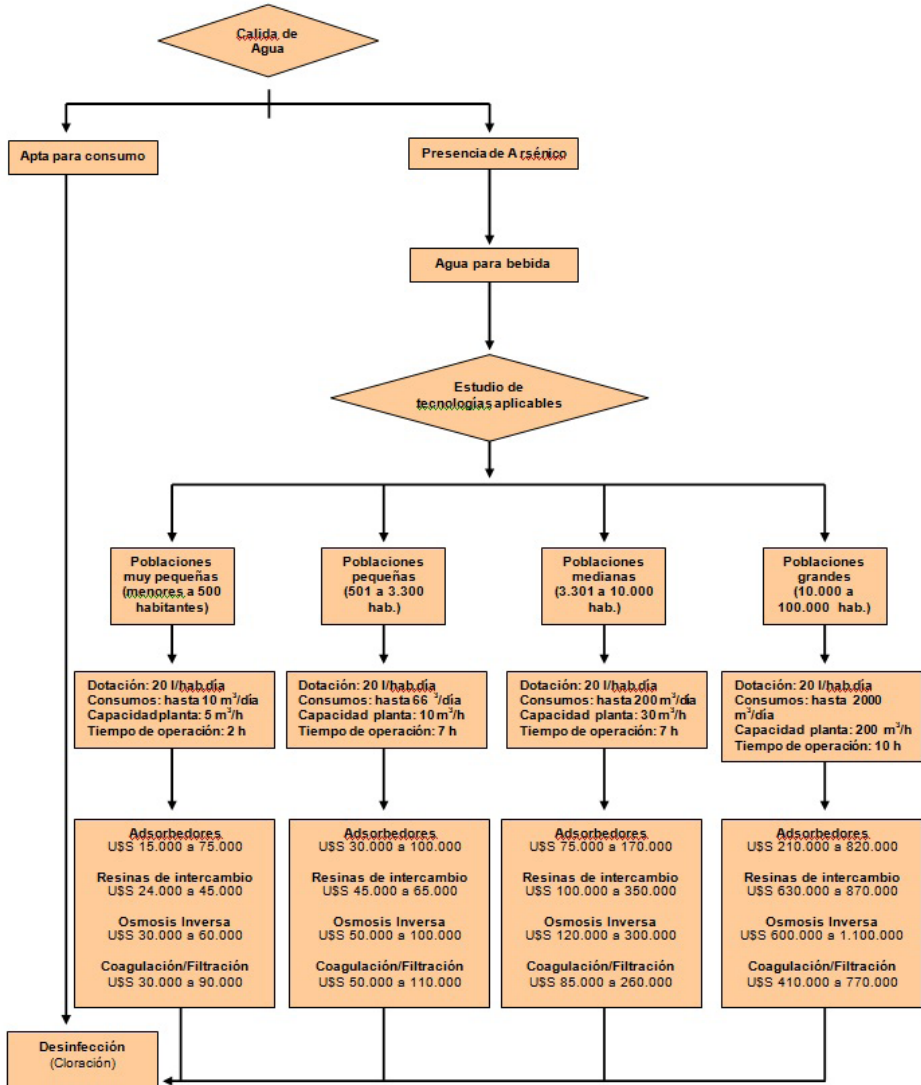 Calida de
Agua
Apta para consumo
Presencia de Arsénico
Agua para bebida
Estudio de
tecnologías aplicables
Poblaciones
muy pequeñas
(menores a 500
habitantes)
Poblaciones
pequeñas
(501 a 3.300
hab.)
Poblaciones
medianas
(3.301 a 10.000
hab.)
Poblaciones
grandes
(10.000 a
100.000 hab.)
Dotación: 20 l/hab.día
Consumos: hasta 10 m³/día
Capacidad planta: 5 m³/h
Tiempo de operación: 2 h
Dotación: 20 l/hab.día
Consumos: hasta 66 ³/día
Capacidad planta: 10 m³/h
Tiempo de operación: 7 h
Dotación: 20 l/hab.día
Consumos: hasta 200 m³/día
Capacidad planta: 30 m³/h
Tiempo de operación: 7 h
Dotación: 20 l/hab.día
Consumos: hasta 2000
m³/día
Capacidad planta: 200 m³/h
Tiempo de operación: 10 h
Adsorbedores
U$S 15.000 a 75.000
Resinas de intercambio
U$S 24.000 a 45.000
Osmosis Inversa
U$S 30.000 a 60.000
Coagulación/Filtración
U$S 30.000 a 90.000
Adsorbedores
U$S 30.000 a 100.000
Resinas de intercambio
U$S 45.000 a 65.000
Osmosis Inversa
U$S 50.000 a 100.000
Coagulación/Filtración
U$S 50.000 a 110.000
Adsorbedores
U$S 75.000 a 170.000
Resinas de intercambio
U$S 100.000 a 350.000
Osmosis Inversa
U$S 120.000 a 300.000
Coagulación/Filtración
U$S 85.000 a 260.000
Adsorbedores
U$S 210.000 a 820.000
Resinas de intercambio
U$S 630.000 a 870.000
Osmosis Inversa
U$S 600.000 a 1.100.000
Coagulación/Filtración
U$S 410.000 a 770.000
Desinfección
(Cloración)